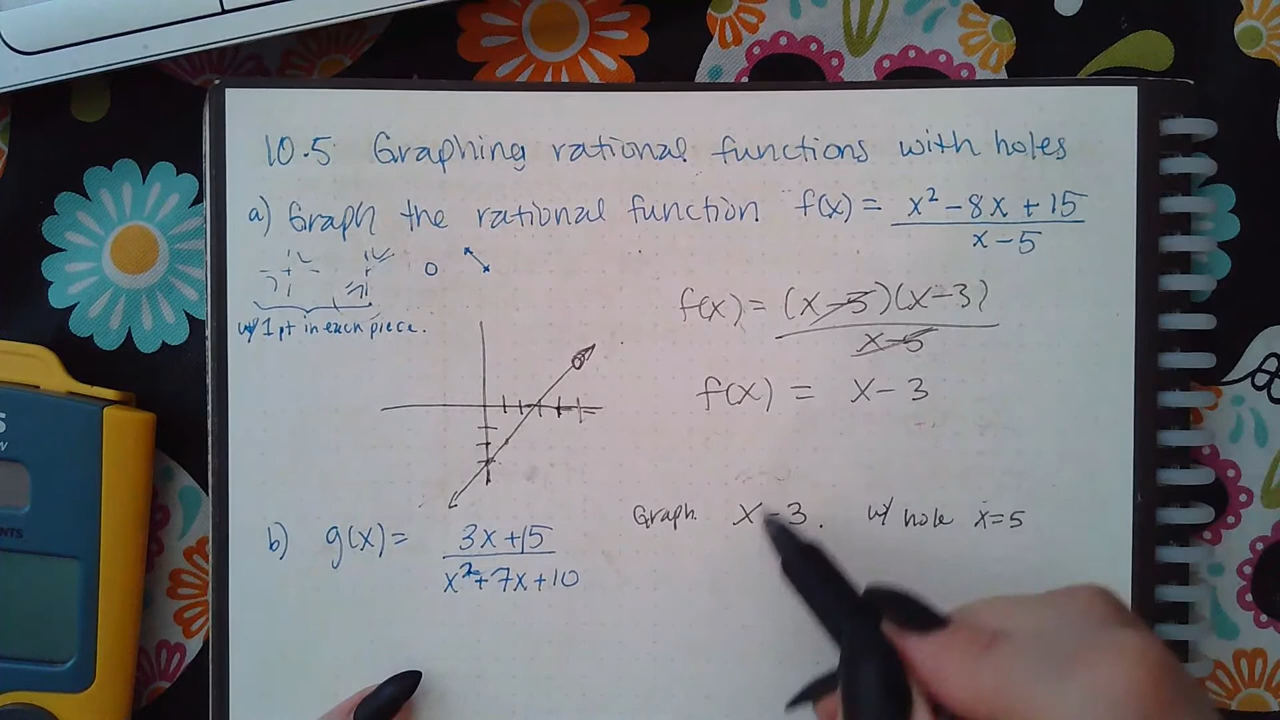 10.5 Graphing rational functions with holes
a) Graph the rational function f(x) = x² - 8x + 15 / x - 5
w/ 1 pt in each piece.
f(x) = (x-5)(x-3) / x-5
f(x) = x - 3
Graph x - 3. w/ hole x=5
b) g(x) = 3x + 15 / x² + 7x + 10